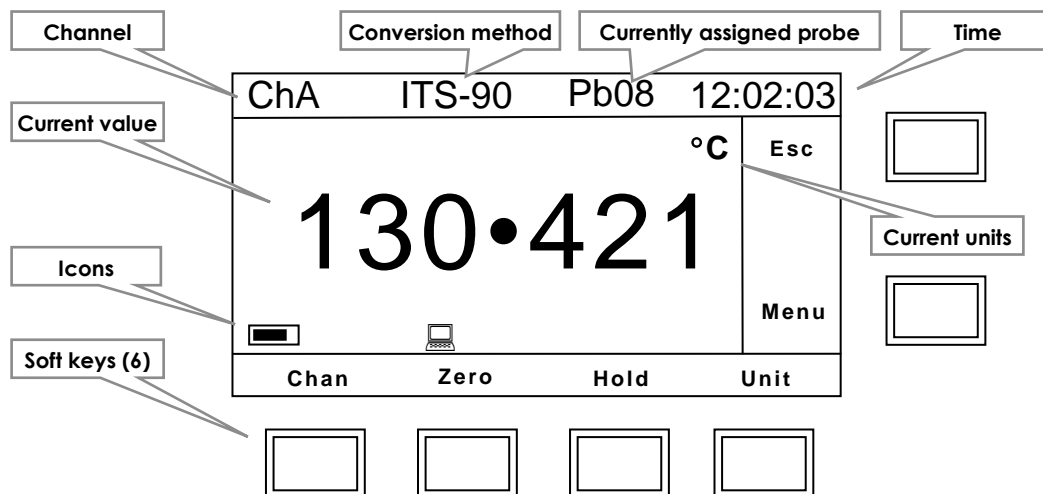 Channel
Conversion method
Currently assigned probe
Time
ChA ITS-90 Pb08 12:02:03
Current value
°C
Esc
130•421
Current units
Icons
Menu
Soft keys (6)
Chan Zero Hold Unit